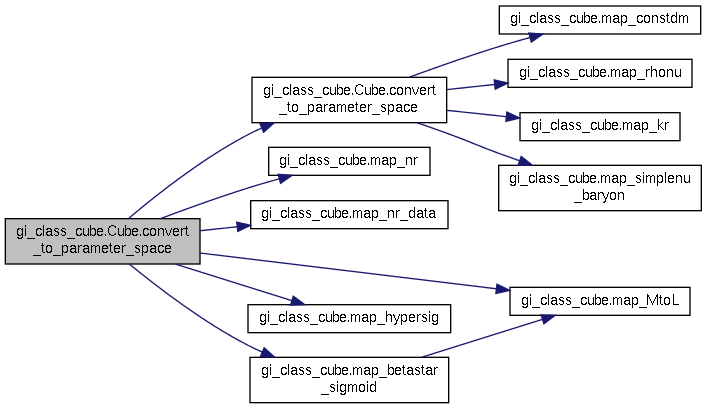 gi_class_cube.Cube.convert
_to_parameter_space
gi_class_cube.Cube.convert
_to_parameter_space
gi_class_cube.map_nr
gi_class_cube.map_nr_data
gi_class_cube.map_hypersig
gi_class_cube.map_betastar
_sigmoid
gi_class_cube.map_constdm
gi_class_cube.map_rhonu
gi_class_cube.map_kr
gi_class_cube.map_simplenu
_baryon
gi_class_cube.map_MtoL